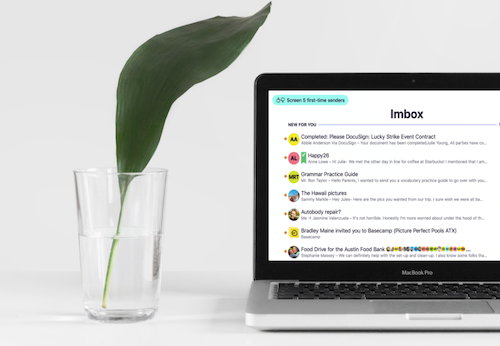 Screen 5 first-time senders
Imbox
NEW FOR YOU
AA
Completed: Please DocuSign: Lucky Strike Event Contract
Abbie Anderson Via DocuSign – Your document has been completedJulie Young, All parties have co...
AL
Happy26
Anne Lowe – Hi Julie- We met the other day in line for coffee at Starbucks! I mentioned that I am...
MRT
Grammar Practice Guide
Mr. Ron Taylor – Hello Parents, I wanted to send you a vocabulary practice guide to go over with you...
The Hawaii pictures
Sammy Markle – Hey Jules- Here are the pics you wanted from our trip. I sure wish we were all ba...
Autobody repair?
Me → Jasmine Valenzuela – It's not horrible. Honestly I'm more worried about under the hood of th...
Bradley Maine invited you to Basecamp (Picture Perfect Pools ATX)
Basecamp
Food Drive for the Austin Food Bank
Stephanie Massey – We can definitely help with the set-up and clean-up. I also know some folks tha...
MacBook Pro